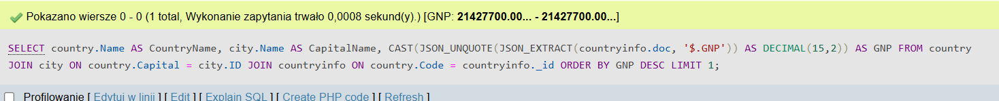 Pokazano wiersze 0 - 0 (1 total, Wykonanie zapytania trwało 0,0008 sekund(y).) [GNP: 21427700.00... - 21427700.00...]
SELECT country.Name AS CountryName, city.Name AS CapitalName, CAST(JSON_UNQUOTE(JSON_EXTRACT(countryinfo.doc, '$.GNP')) AS DECIMAL(15,2)) AS GNP FROM country
JOIN city ON country.Capital = city.ID JOIN countryinfo ON country.Code = countryinfo._id ORDER BY GNP DESC LIMIT 1;
Profilowanie [ Edytuj w linii ] [ Edit ] [ Explain SQL ] [ Create PHP code ] [ Refresh ]